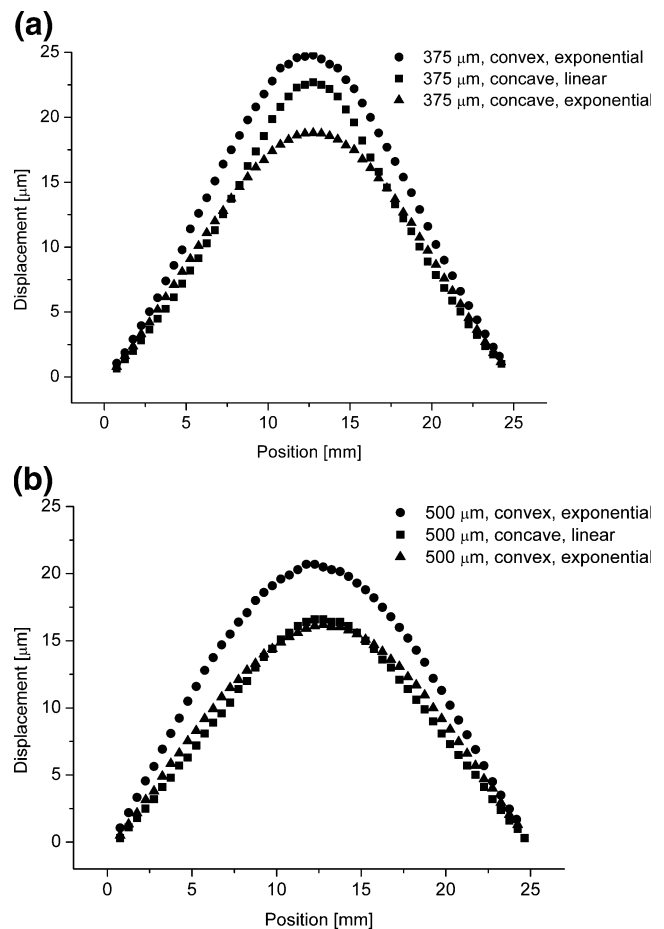 (a)
25
20
15
10
5
0
Displacement [μm]
375 μm, convex, exponential
375 μm, concave, linear
375 μm, concave, exponential
0 5 10 15 20 25
Position [mm]
(b)
25
20
15
10
5
0
Displacement [μm]
500 μm, convex, exponential
500 μm, concave, linear
500 μm, convex, exponential
0 5 10 15 20 25
Position [mm]